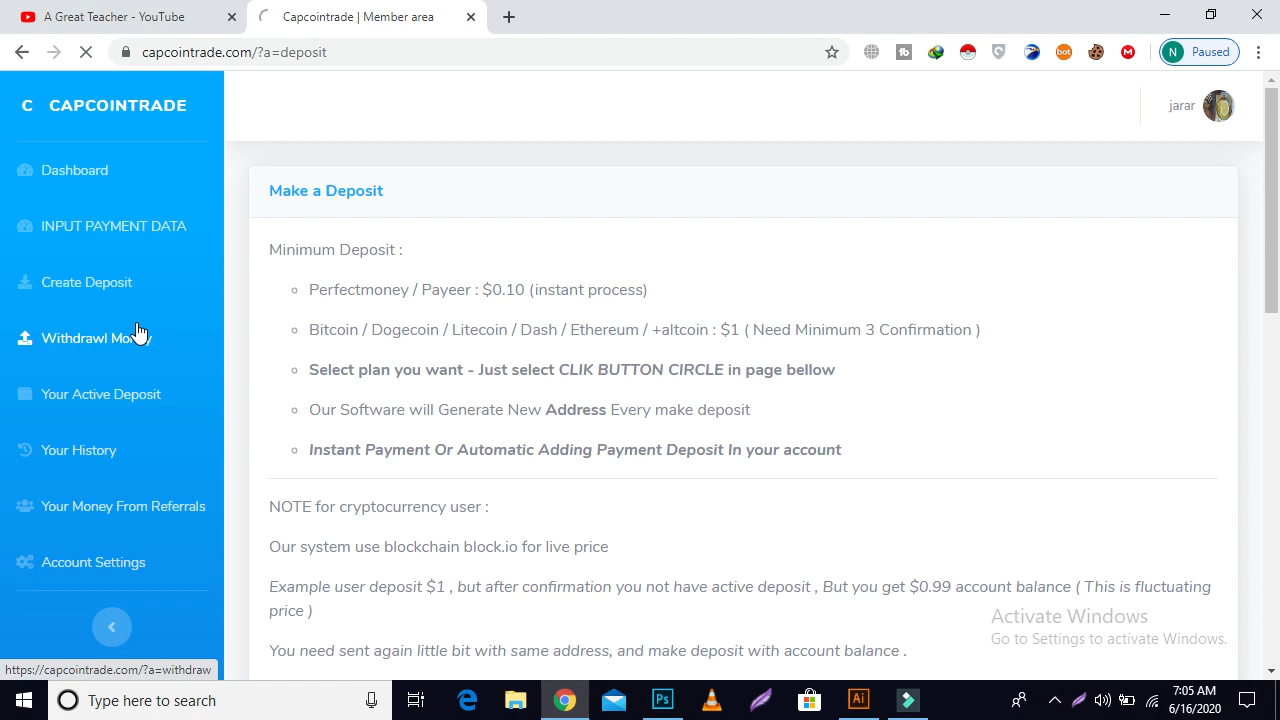 A Great Teacher - YouTube
Capcointrade | Member area
capcointrade.com/?a=deposit
tb
bot
M
N Paused
C CAPCOINTRADE
jarar
Dashboard
INPUT PAYMENT DATA
Create Deposit
Withdrawl
Your Active Deposit
Your History
Your Money From Referrals
Account Settings
Make a Deposit
Minimum Deposit :
Perfectmoney / Payeer : $0.10 (instant process)
Bitcoin / Dogecoin / Litecoin / Dash / Ethereum / +altcoin : $1 ( Need Minimum 3 Confirmation )
Select plan you want - Just select CLIK BUTTON CIRCLE in page bellow
Our Software will Generate New Address Every make deposit
Instant Payment Or Automatic Adding Payment Deposit In your account
NOTE for cryptocurrency user :
Our system use blockchain block.io for live price
Example user deposit $1 , but after confirmation you not have active deposit , But you get $0.99 account balance ( This is fluctuating
price )
You need sent again little bit with same address, and make deposit with account balance .
Activate Windows
Go to Settings to activate Windows.
https://capcointrade.com/?a=withdraw
Type here to search
Ps
Ai
7:05 AM
6/16/2020